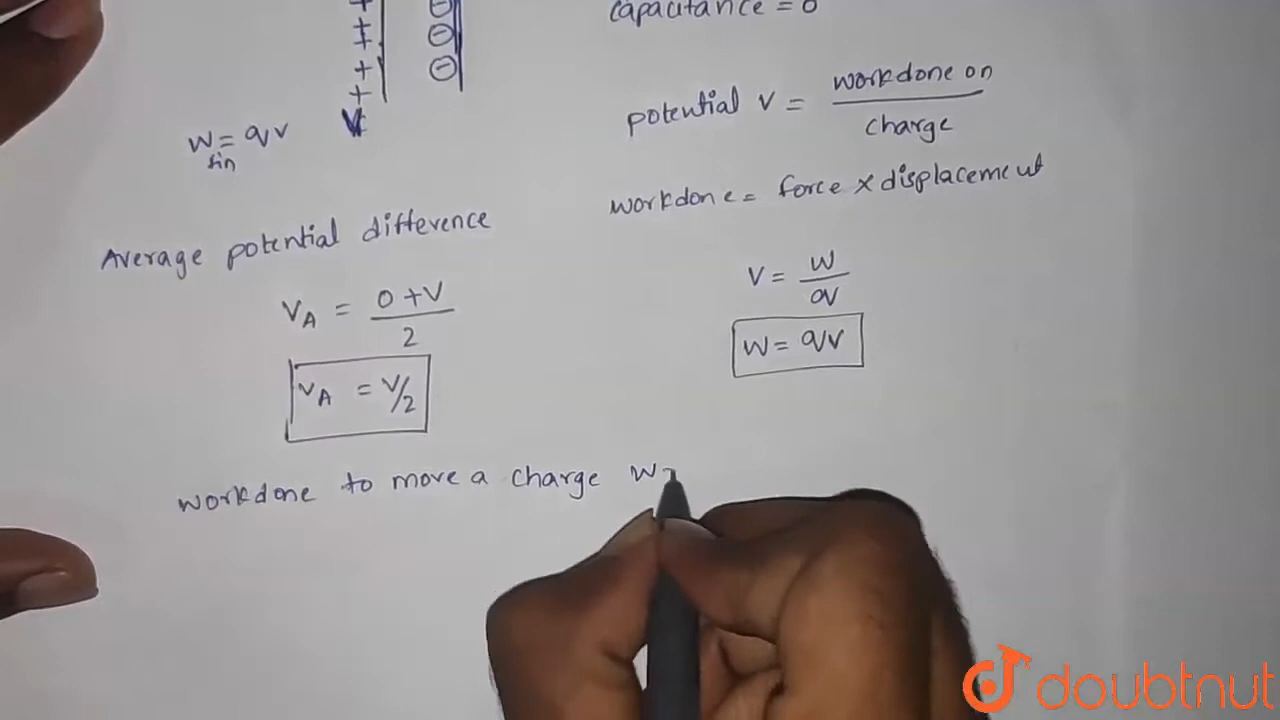 capacitance = 0
potential V = workdone on / charge
W = qV
fin
workdone = force × displacement
Average potential difference
V = W / qV
VA = 0 + V / 2
W = qV
VA = V/2
workdone to move a charge W =
doubtnut